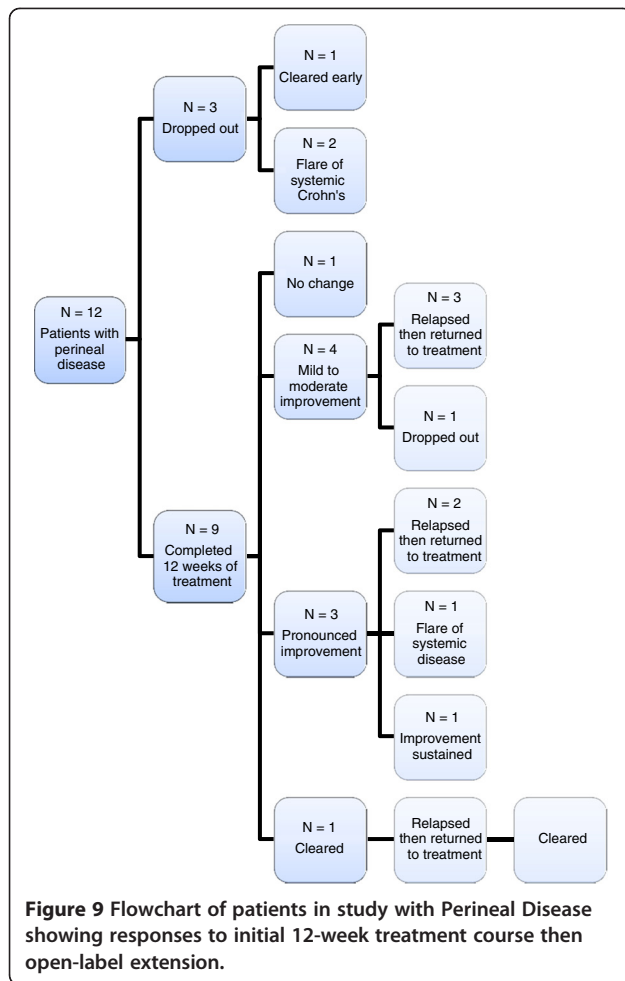 N = 1
Cleared early
N = 3
Dropped out
N = 2
Flare of
systemic
Crohn's
N = 12
Patients with
perineal
disease
N = 1
No change
N = 4
Mild to
moderate
improvement
N = 3
Relapsed
then returned
to treatment
N = 1
Dropped out
N = 9
Completed
12 weeks of
treatment
N = 3
Pronounced
improvement
N = 2
Relapsed
then returned
to treatment
N = 1
Flare of
systemic
disease
N = 1
Improvement
sustained
N = 1
Cleared
Relapsed
then returned
to treatment
Cleared
Figure 9 Flowchart of patients in study with Perineal Disease
showing responses to initial 12-week treatment course then
open-label extension.